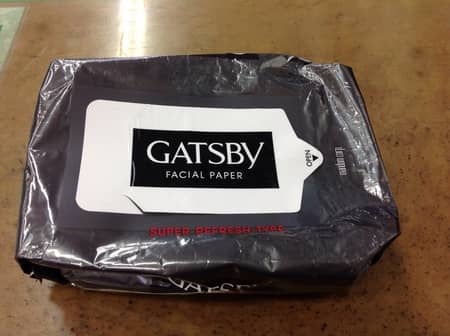 GATSBY
FACIAL PAPER
OPEN
SUPER REFRESH TYPE